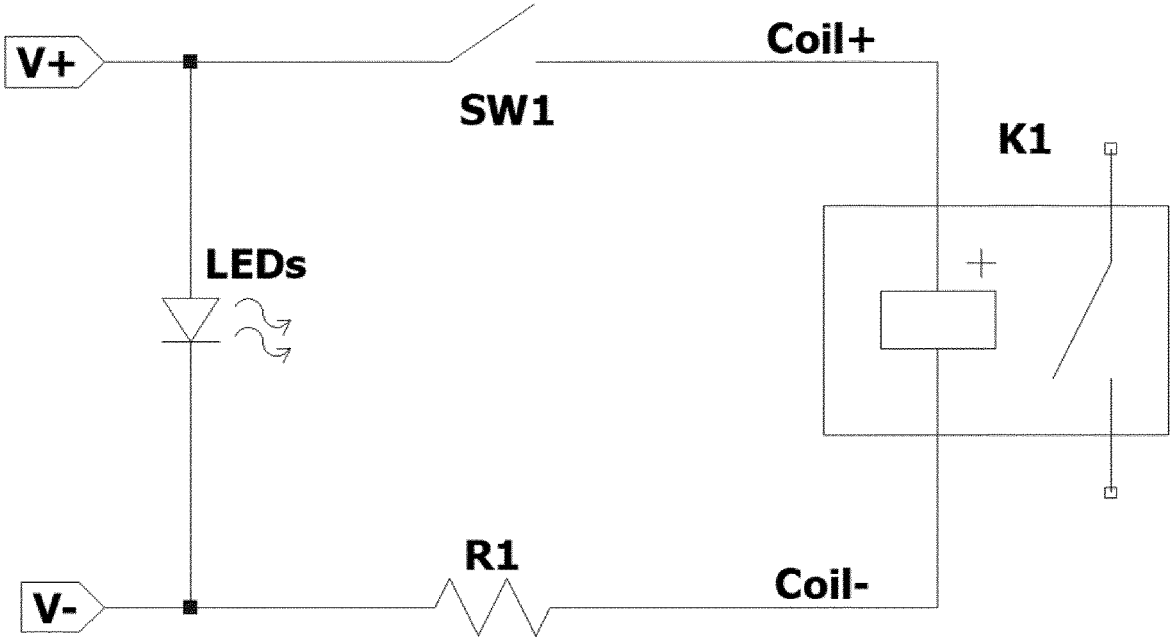 V+
Coil+
SW1
K1
LEDs
+
R1
Coil-
V-